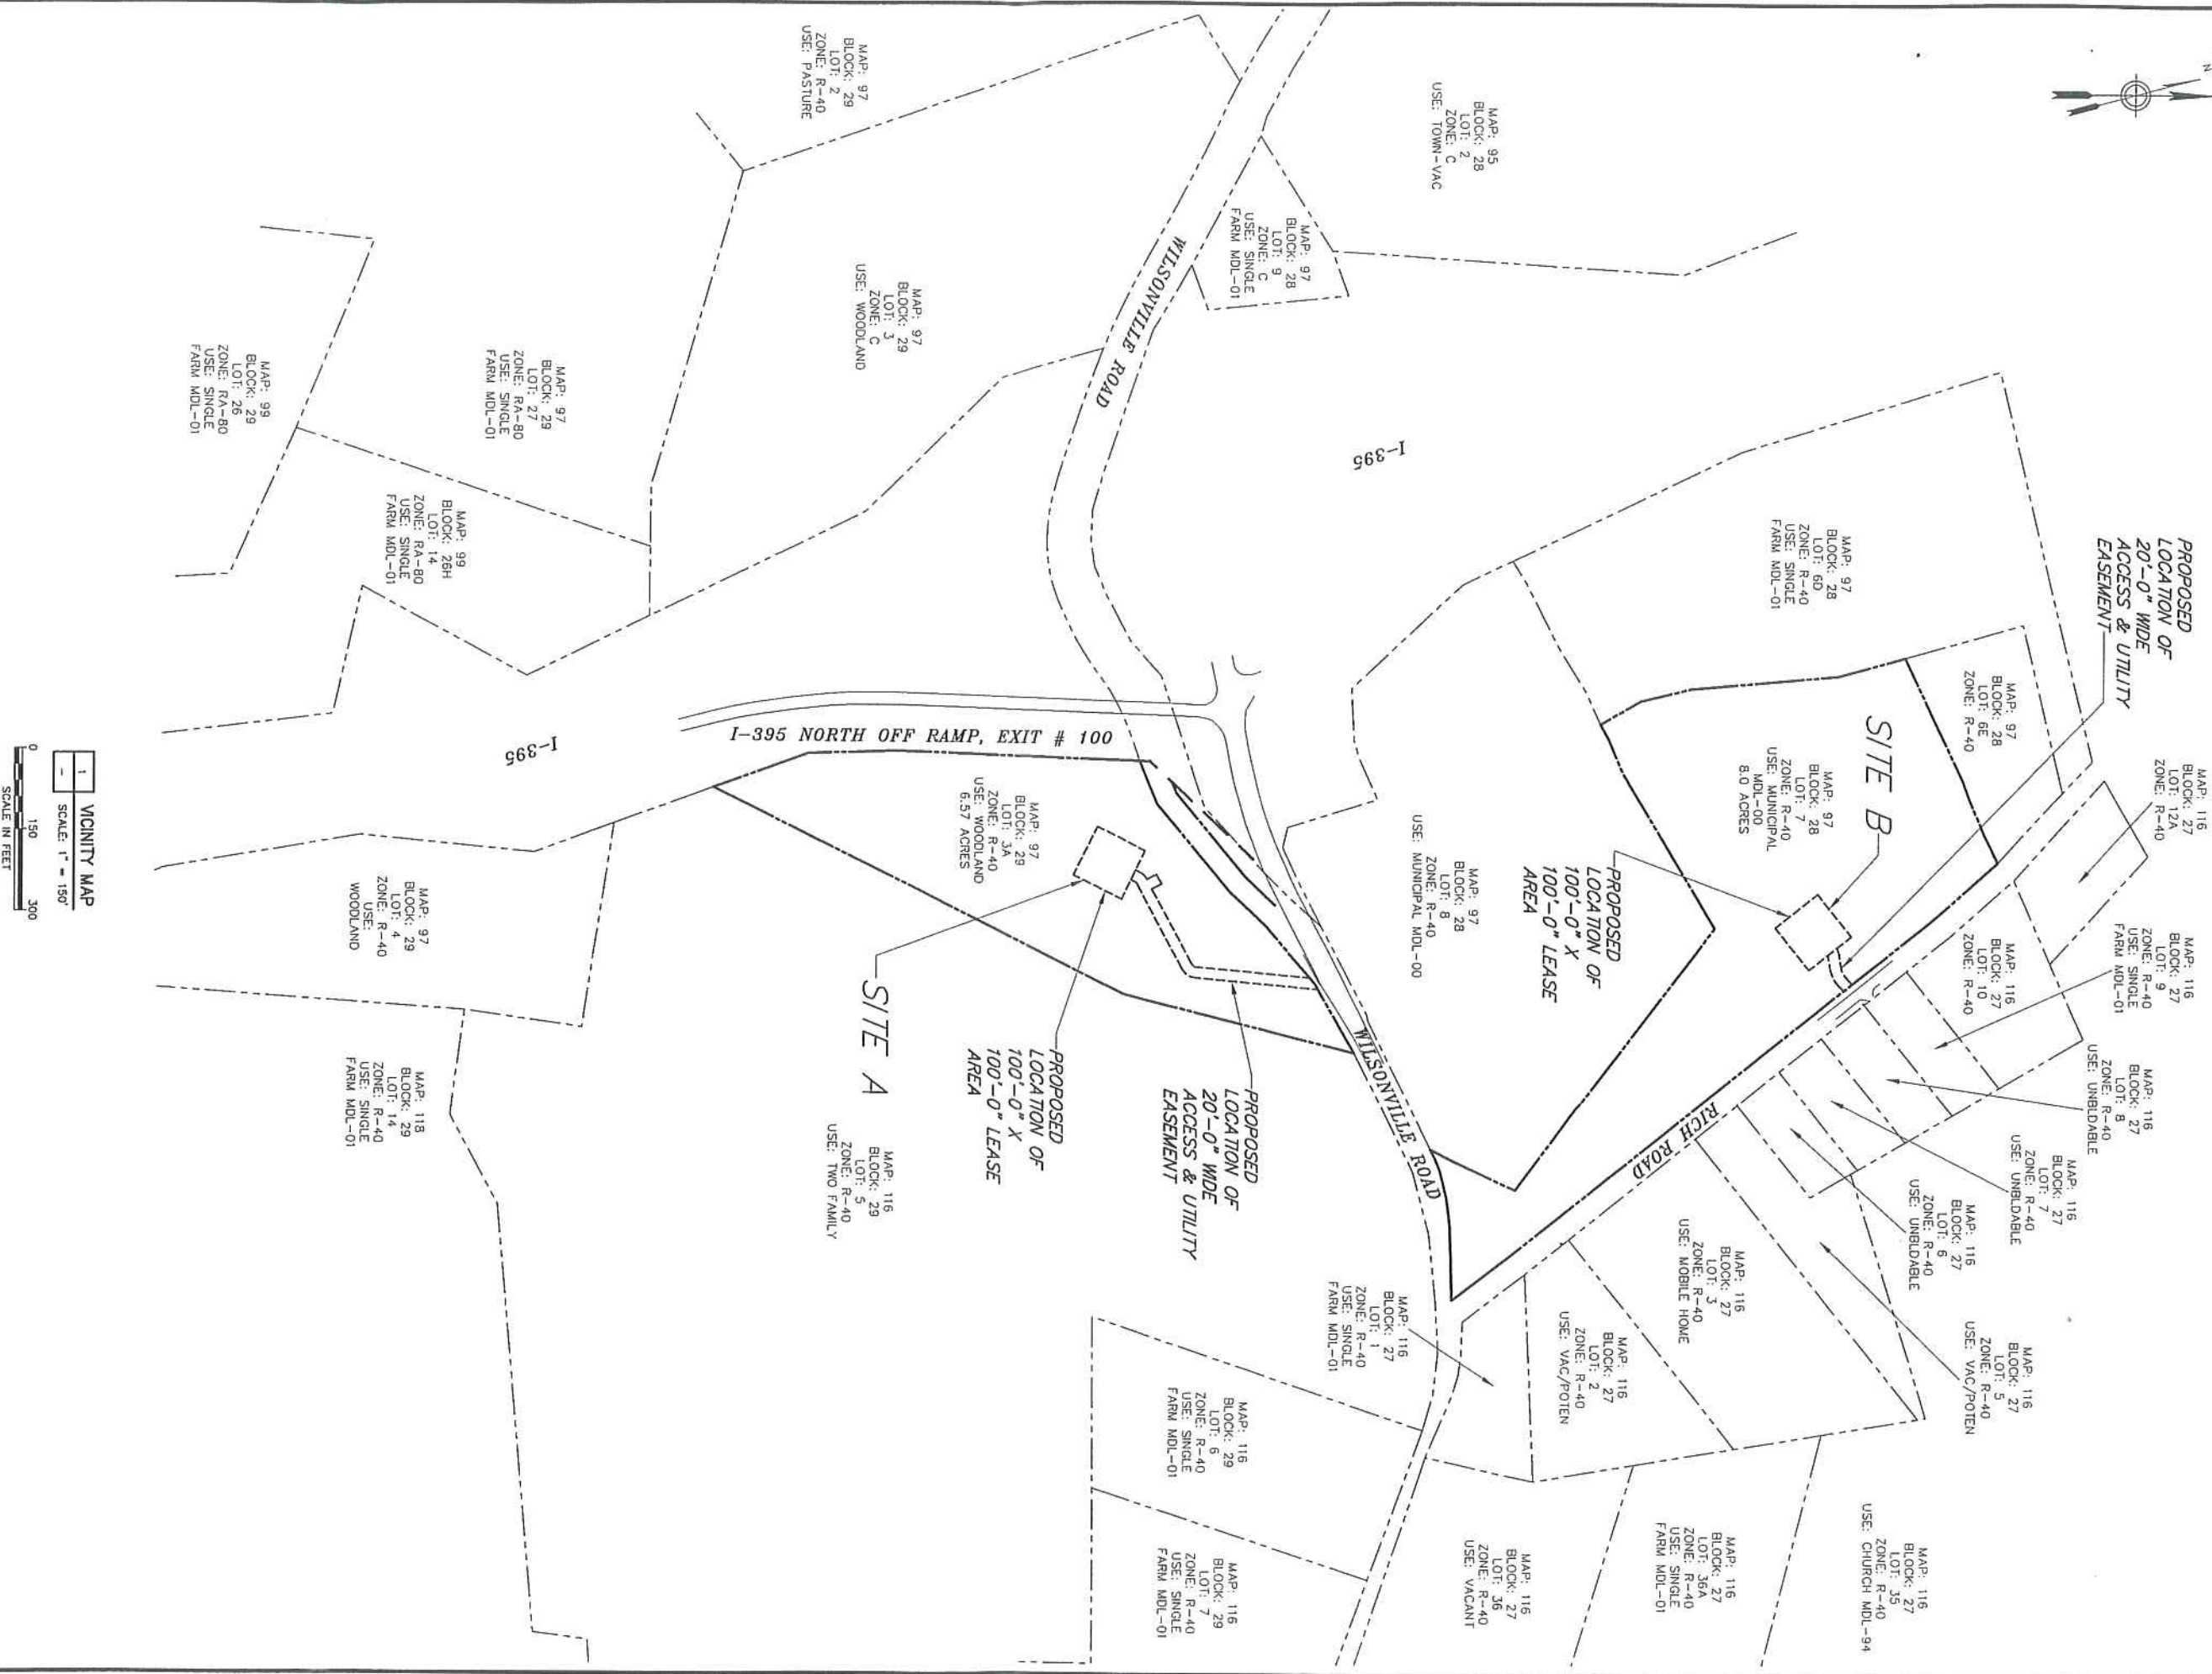 N
MAP: 95
BLOCK: 28
LOT: 2
ZONE: C
USE: TOWN-VAC
MAP: 97
BLOCK: 29
LOT: 2
ZONE: R-40
USE: PASTURE
MAP: 97
BLOCK: 28
LOT: 9
ZONE: C
USE: SINGLE
FARM MDL-01
WILSONVILLE ROAD
MAP: 97
BLOCK: 29
LOT: 3
ZONE: C
USE: WOODLAND
MAP: 97
BLOCK: 29
LOT: 27
ZONE: RA-80
USE: SINGLE
FARM MDL-01
MAP: 99
BLOCK: 29
LOT: 26
ZONE: RA-80
USE: SINGLE
FARM MDL-01
MAP: 99
BLOCK: 26H
LOT: 14
ZONE: RA-80
USE: SINGLE
FARM MDL-01
I-395
PROPOSED
LOCATION OF
20'-0" WIDE
ACCESS & UTILITY
EASEMENT
MAP: 97
BLOCK: 28
LOT: 6D
ZONE: R-40
USE: SINGLE
FARM MDL-01
MAP: 97
BLOCK: 28
LOT: 6E
ZONE: R-40
SITE B
MAP: 97
BLOCK: 28
LOT: 7
ZONE: R-40
USE: MUNICIPAL
MDL-00
8.0 ACRES
MAP: 116
BLOCK: 27
LOT: 12A
ZONE: R-40
I-395 NORTH OFF RAMP, EXIT # 100
I-395
MAP: 97
BLOCK: 29
LOT: 3A
ZONE: R-40
USE: WOODLAND
6.57 ACRES
MAP: 97
BLOCK: 28
LOT: 8
ZONE: R-40
USE: MUNICIPAL MDL-00
PROPOSED
LOCATION OF
100'-0" X
100'-0" LEASE
AREA
MAP: 116
BLOCK: 27
LOT: 10
ZONE: R-40
MAP: 116
BLOCK: 27
LOT: 9
ZONE: R-40
USE: SINGLE
FARM MDL-01
MAP: 116
BLOCK: 27
LOT: 8
ZONE: R-40
USE: UNBLDABLE
MAP: 116
BLOCK: 27
LOT: 7
ZONE: R-40
USE: UNBLDABLE
MAP: 116
BLOCK: 27
LOT: 6
ZONE: R-40
USE: UNBLDABLE
MAP: 116
BLOCK: 27
LOT: 5
ZONE: R-40
USE: VAC/POTEN
RICH ROAD
WILSONVILLE ROAD
MAP: 97
BLOCK: 29
LOT: 4
ZONE: R-40
USE:
WOODLAND
SITE A
PROPOSED
LOCATION OF
100'-0" X
100'-0" LEASE
AREA
PROPOSED
LOCATION OF
20'-0" WIDE
ACCESS & UTILITY
EASEMENT
MAP: 118
BLOCK: 29
LOT: 14
ZONE: R-40
USE: SINGLE
FARM MDL-01
MAP: 116
BLOCK: 29
LOT: 5
ZONE: R-40
USE: TWO FAMILY
MAP: 116
BLOCK: 27
LOT: 3
ZONE: R-40
USE: MOBILE HOME
MAP: 116
BLOCK: 27
LOT: 2
ZONE: R-40
USE: VAC/POTEN
MAP: 116
BLOCK: 27
LOT: 1
ZONE: R-40
USE: SINGLE
FARM MDL-01
MAP: 116
BLOCK: 29
LOT: 6
ZONE: R-40
USE: SINGLE
FARM MDL-01
MAP: 116
BLOCK: 29
LOT: 7
ZONE: R-40
USE: SINGLE
FARM MDL-01
MAP: 116
BLOCK: 27
LOT: 36
ZONE: R-40
USE: VACANT
MAP: 116
BLOCK: 27
LOT: 36A
ZONE: R-40
USE: SINGLE
FARM MDL-01
MAP: 116
BLOCK: 27
LOT: 35
ZONE: R-40
USE: CHURCH MDL-94
1
-
VICINITY MAP
SCALE: 1" = 150'
0 150 300
SCALE IN FEET